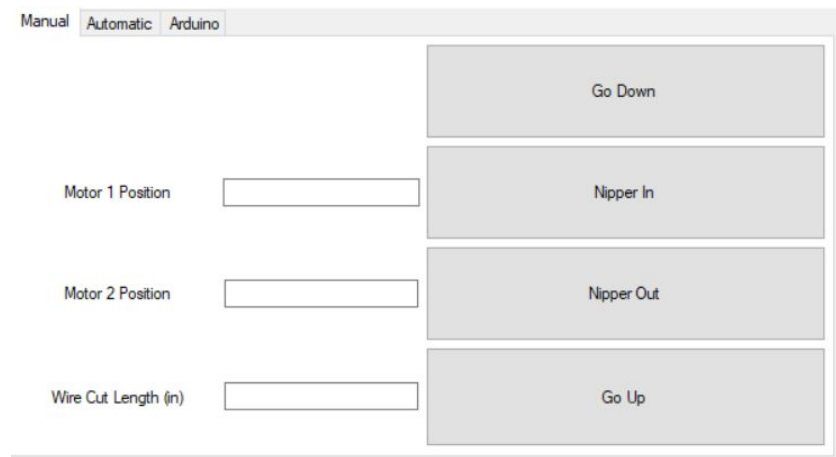 Manual Automatic Arduino
Go Down
Motor 1 Position Nipper In
Motor 2 Position Nipper Out
Wire Cut Length (in) Go Up